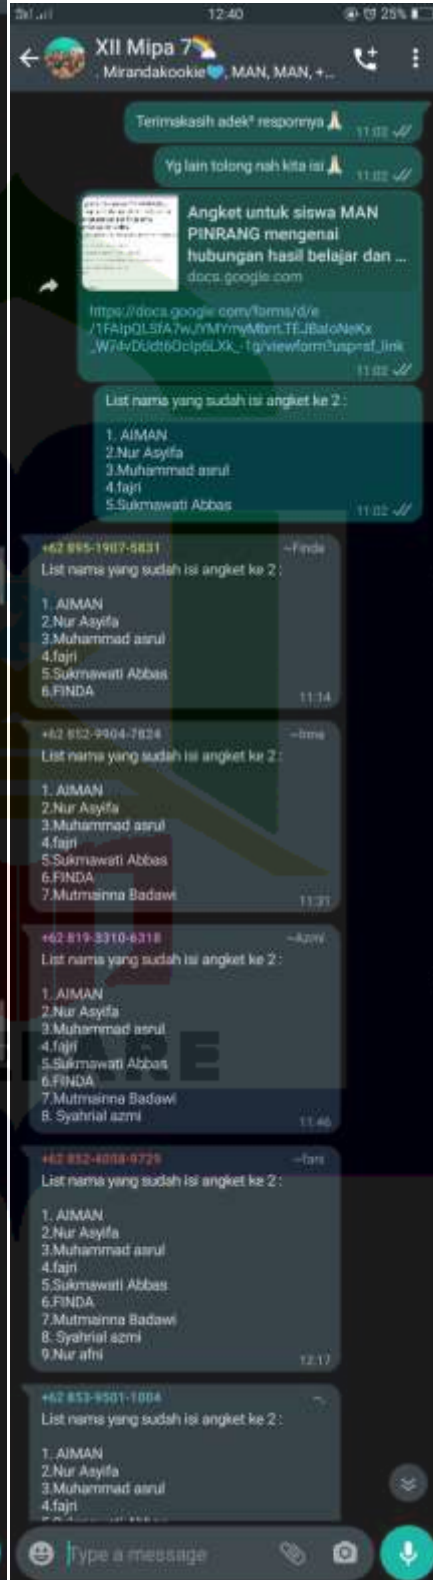 12:40
25%
XII Mipa 7
. Mirandakookie, MAN, MAN, +...
Terimakasih adek² responnya
11:02
Yg lain tolong nah kita isi
11:02
Angket untuk siswa MAN
PINRANG mengenai
hubungan hasil belajar dan ...
docs.google.com
https://docs.google.com/forms/d/e
11:02
List nama yang sudah isi angket ke 2 :
1. AIMAN
2.Nur Asyifa
3.Muhammad asrul
4.fajri
5.Sukmawati Abbas
11:02
+62 895-1907-5831 ~Finda
List nama yang sudah isi angket ke 2 :
1. AIMAN
2.Nur Asyifa
3.Muhammad asrul
4.fajri
5.Sukmawati Abbas
6.FINDA
11:14
+62 852-9904-7824 ~Inna
List nama yang sudah isi angket ke 2 :
1. AIMAN
2.Nur Asyifa
3.Muhammad asrul
4.fajri
5.Sukmawati Abbas
6.FINDA
7.Mutmainna Badawi
11:31
+62 819-3310-6318 ~Azmi
List nama yang sudah isi angket ke 2 :
1. AIMAN
2.Nur Asyifa
3.Muhammad asrul
4.fajri
5.Sukmawati Abbas
6.FINDA
7.Mutmainna Badawi
8. Syahrial azmi
11:46
List nama yang sudah isi angket ke 2 :
1. AIMAN
2.Nur Asyifa
3.Muhammad asrul
4.fajri
5.Sukmawati Abbas
6.FINDA
7.Mutmainna Badawi
8. Syahrial azmi
9.Nur afni
12:17
+62 853-9501-1004
List nama yang sudah isi angket ke 2 :
1. AIMAN
2.Nur Asyifa
3.Muhammad asrul
4.fajri
Type a message